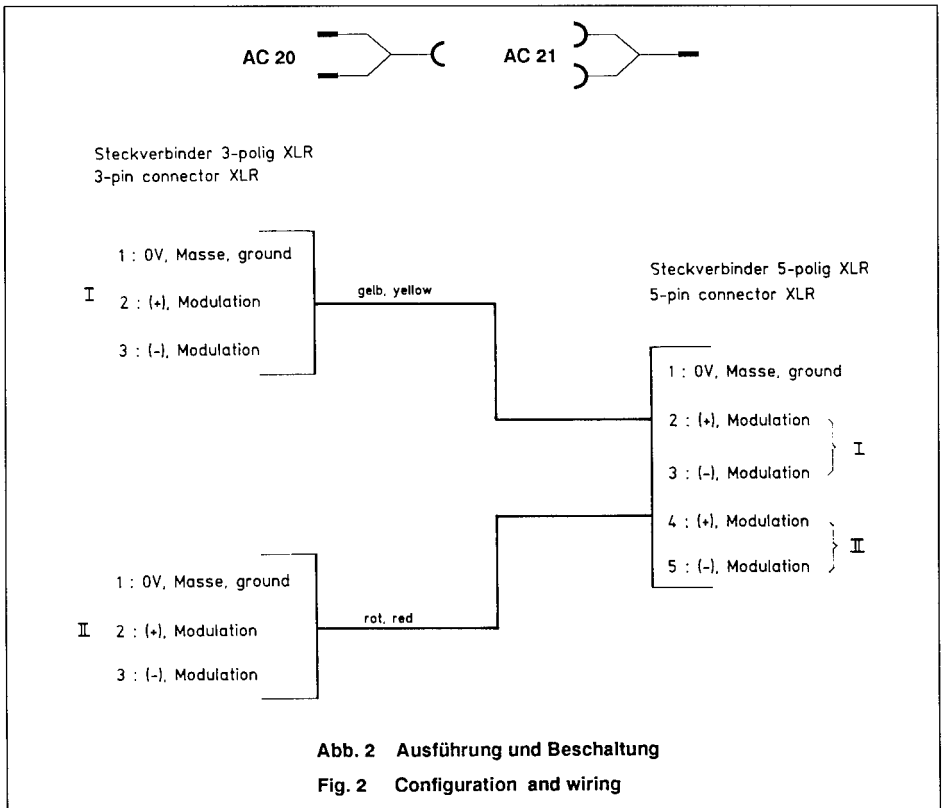 AC 20
AC 21
Steckverbinder 3-polig XLR
3-pin connector XLR
1 : 0V, Masse, ground
I
2 : (+), Modulation
3 : (-), Modulation
gelb, yellow
Steckverbinder 5-polig XLR
5-pin connector XLR
1 : 0V, Masse, ground
2 : (+), Modulation
I
3 : (-), Modulation
4 : (+), Modulation
II
5 : (-), Modulation
1 : 0V, Masse, ground
II
2 : (+), Modulation
3 : (-), Modulation
rot, red
Abb. 2 Ausführung und Beschaltung
Fig. 2 Configuration and wiring